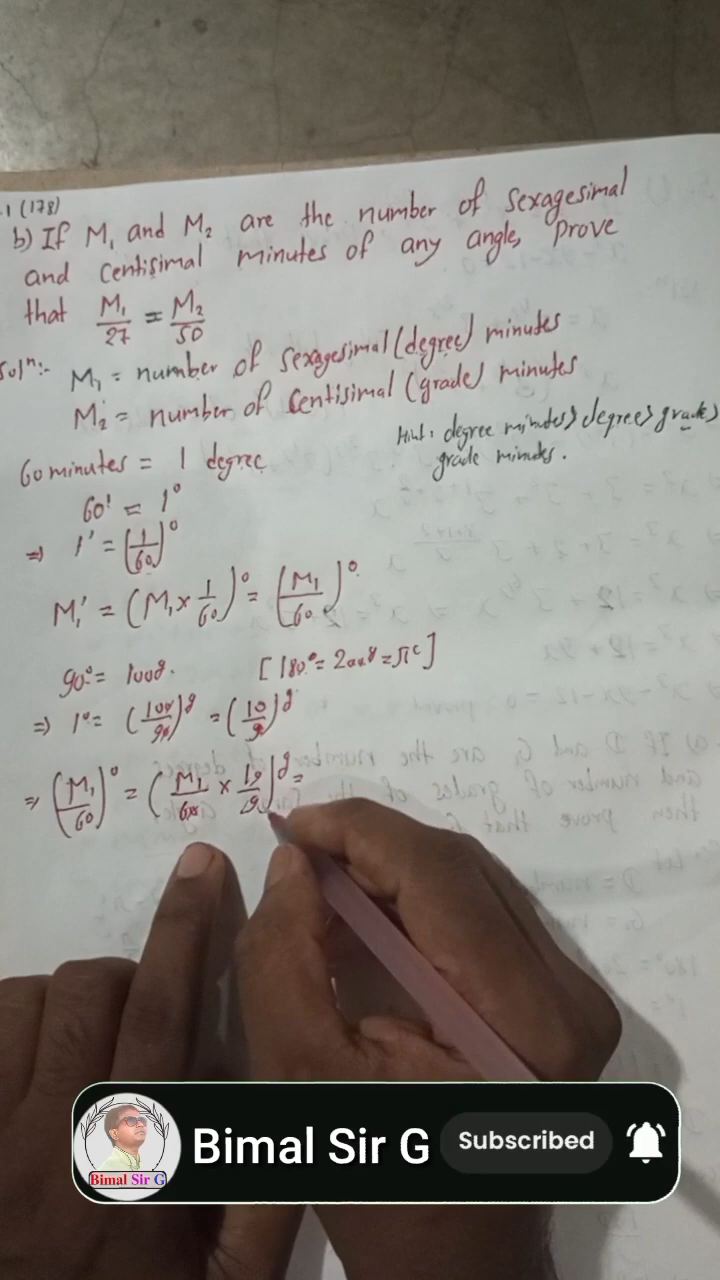 .1 (178)
b) If M₁ and M₂ are the number of sexagesimal
and centisimal minutes of any angle, prove
that M₁/27 = M₂/50
Solⁿ:- M₁ = number of sexagesimal (degree) minutes
M₂ = number of centisimal (grade) minutes
Hint: degree minutes> degree> grade>
grade minutes.
60 minutes = 1 degree
60' = 1°
⇒ 1' = (1/60)°
M₁' = (M₁ × 1/60)° = (M₁/60)°
90° = 100g. [180° = 200g = πc]
⇒ 1° = (100/90)g = (10/9)g
⇒ (M₁/60)° = (M₁/60 × 10/9)g =
Bimal Sir G
Bimal Sir G
Subscribed